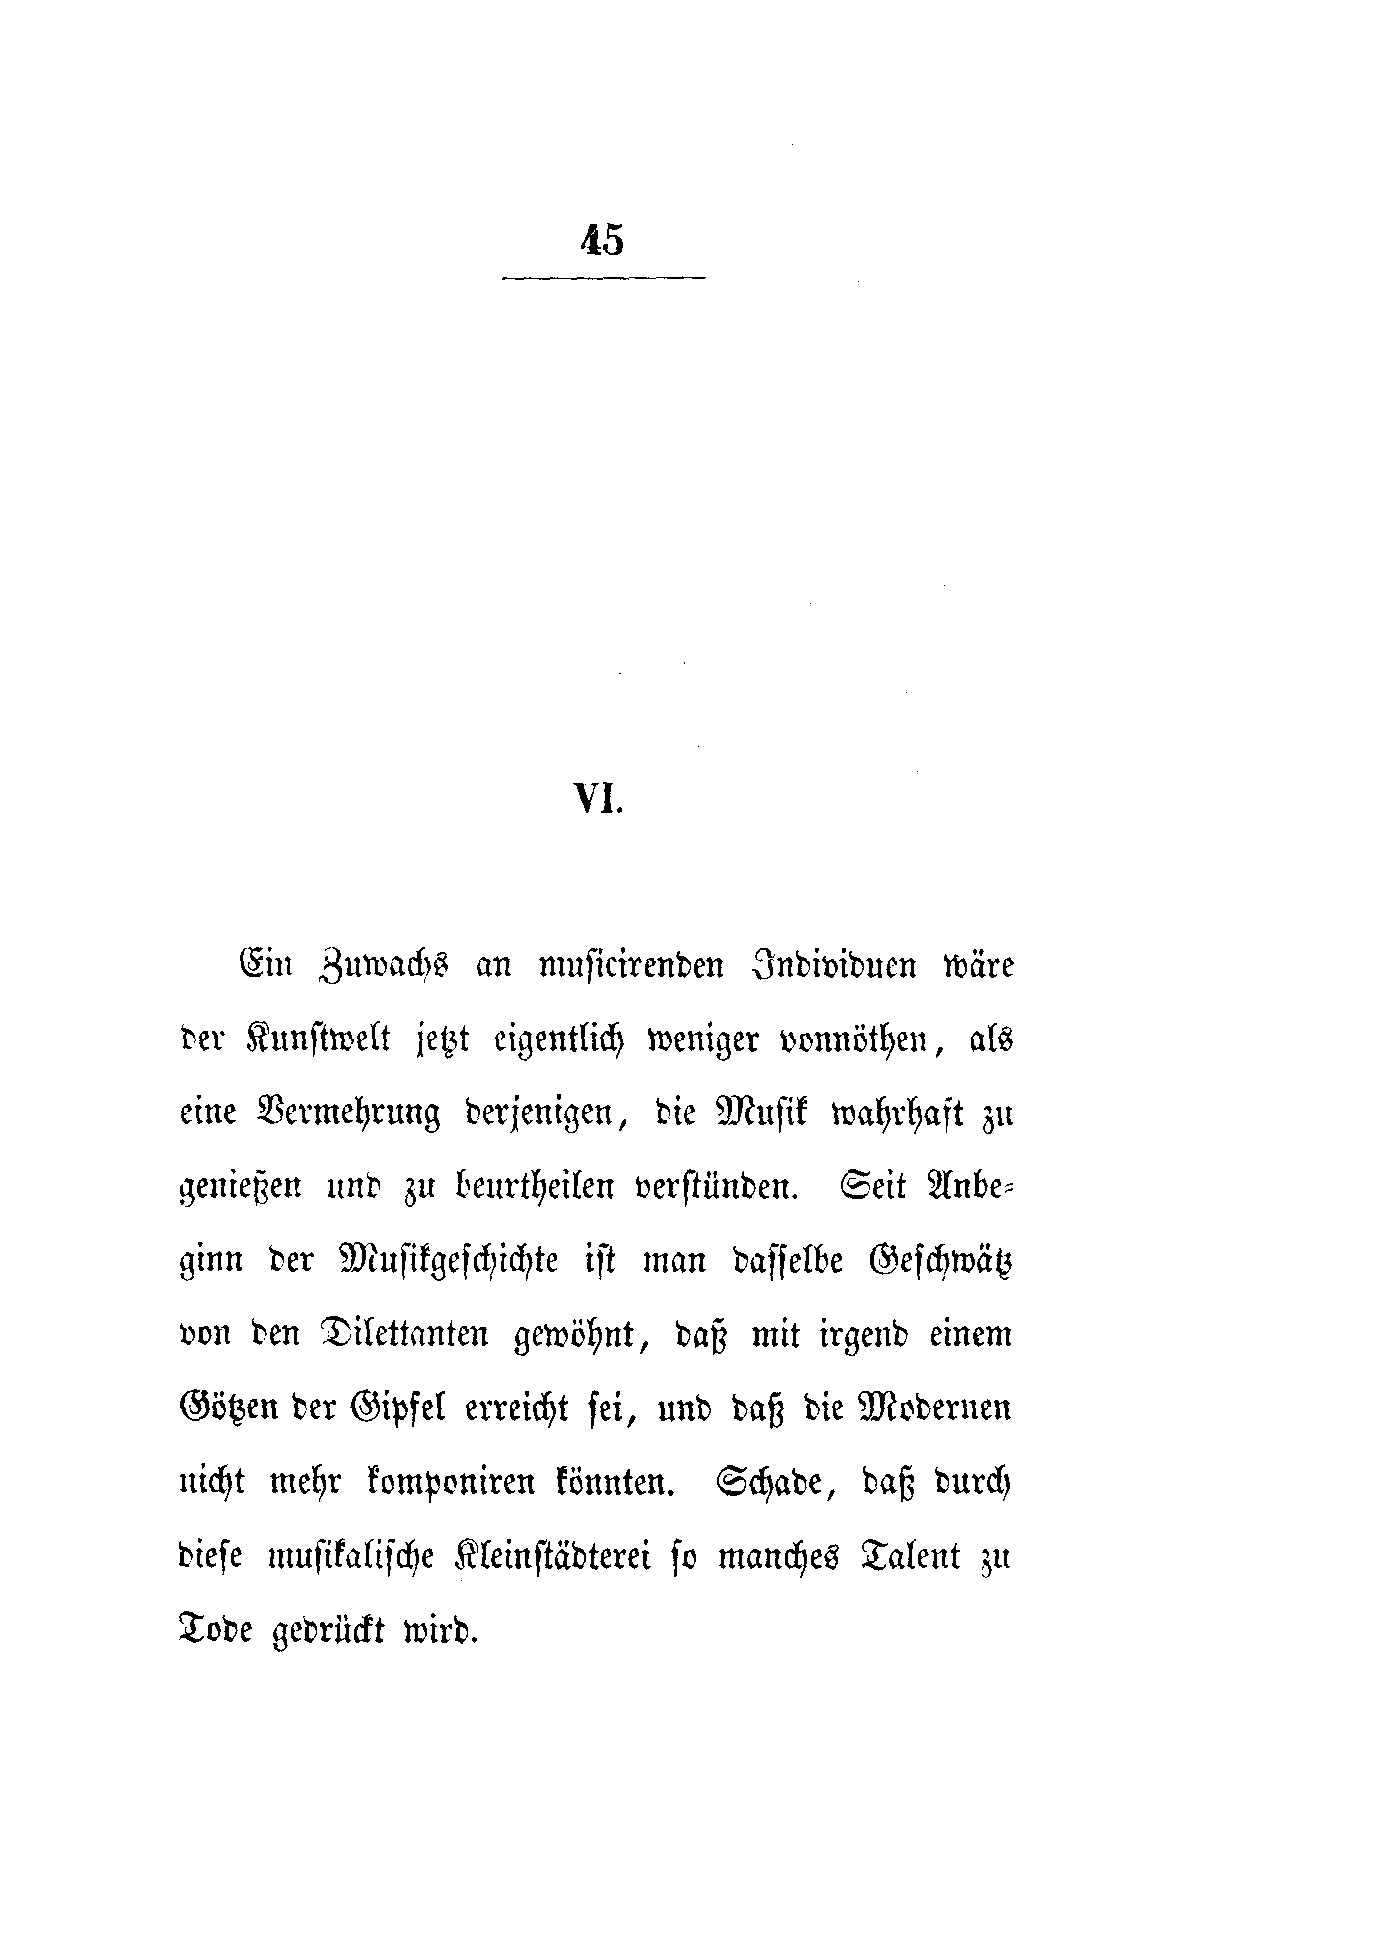 45
VI.
Ein Zuwachs an musicirenden Individuen wäre
der Kunstwelt jetzt eigentlich weniger vonnöthen, als
eine Vermehrung derjenigen, die Musik wahrhaft zu
genießen und zu beurtheilen verstünden. Seit Anbe-
ginn der Musikgeschichte ist man dasselbe Geschwätz
von den Dilettanten gewöhnt, daß mit irgend einem
Götzen der Gipfel erreicht sei, und daß die Modernen
nicht mehr komponiren könnten. Schade, daß durch
diese musikalische Kleinstädterei so manches Talent zu
Tode gedrückt wird.